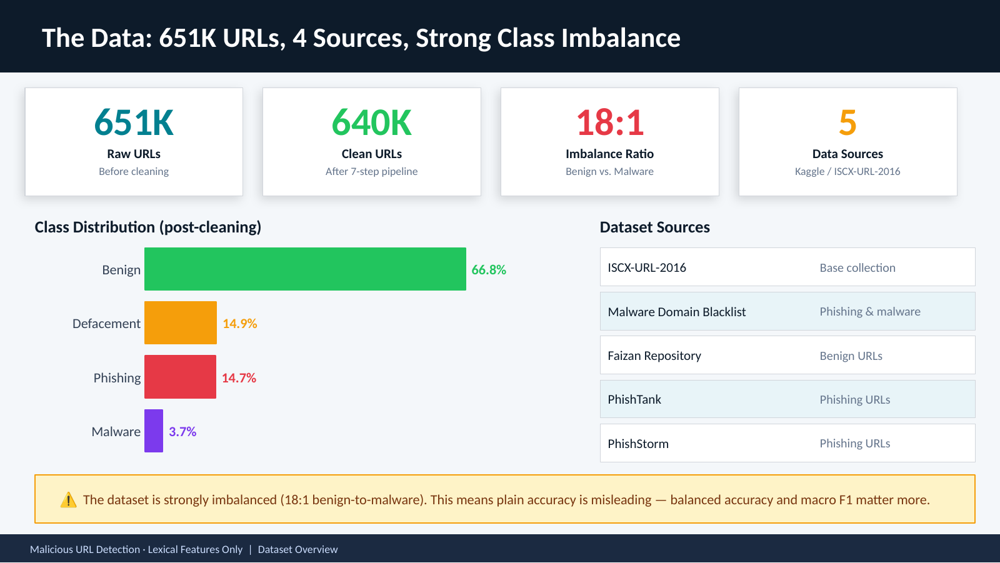 The Data: 651K URLs, 4 Sources, Strong Class Imbalance
651K
Raw URLs
Before cleaning
640K
Clean URLs
After 7-step pipeline
18:1
Imbalance Ratio
Benign vs. Malware
5
Data Sources
Kaggle / ISCX-URL-2016
Class Distribution (post-cleaning)
Benign 66.8%
Defacement 14.9%
Phishing 14.7%
Malware 3.7%
Dataset Sources
ISCX-URL-2016 Base collection
Malware Domain Blacklist Phishing & malware
Faizan Repository Benign URLs
PhishTank Phishing URLs
PhishStorm Phishing URLs
⚠️ The dataset is strongly imbalanced (18:1 benign-to-malware). This means plain accuracy is misleading — balanced accuracy and macro F1 matter more.
Malicious URL Detection · Lexical Features Only | Dataset Overview